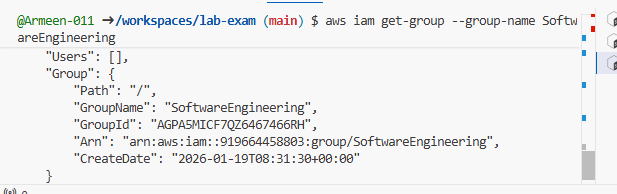 @Armeen-011 ➜/workspaces/lab-exam (main) $ aws iam get-group --group-name Softw
areEngineering
"Users": [],
"Group": {
"Path": "/",
"GroupName": "SoftwareEngineering",
"GroupId": "AGPA5MICF7QZ6467466RH",
"Arn": "arn:aws:iam::919664458803:group/SoftwareEngineering",
"CreateDate": "2026-01-19T08:31:30+00:00"
}